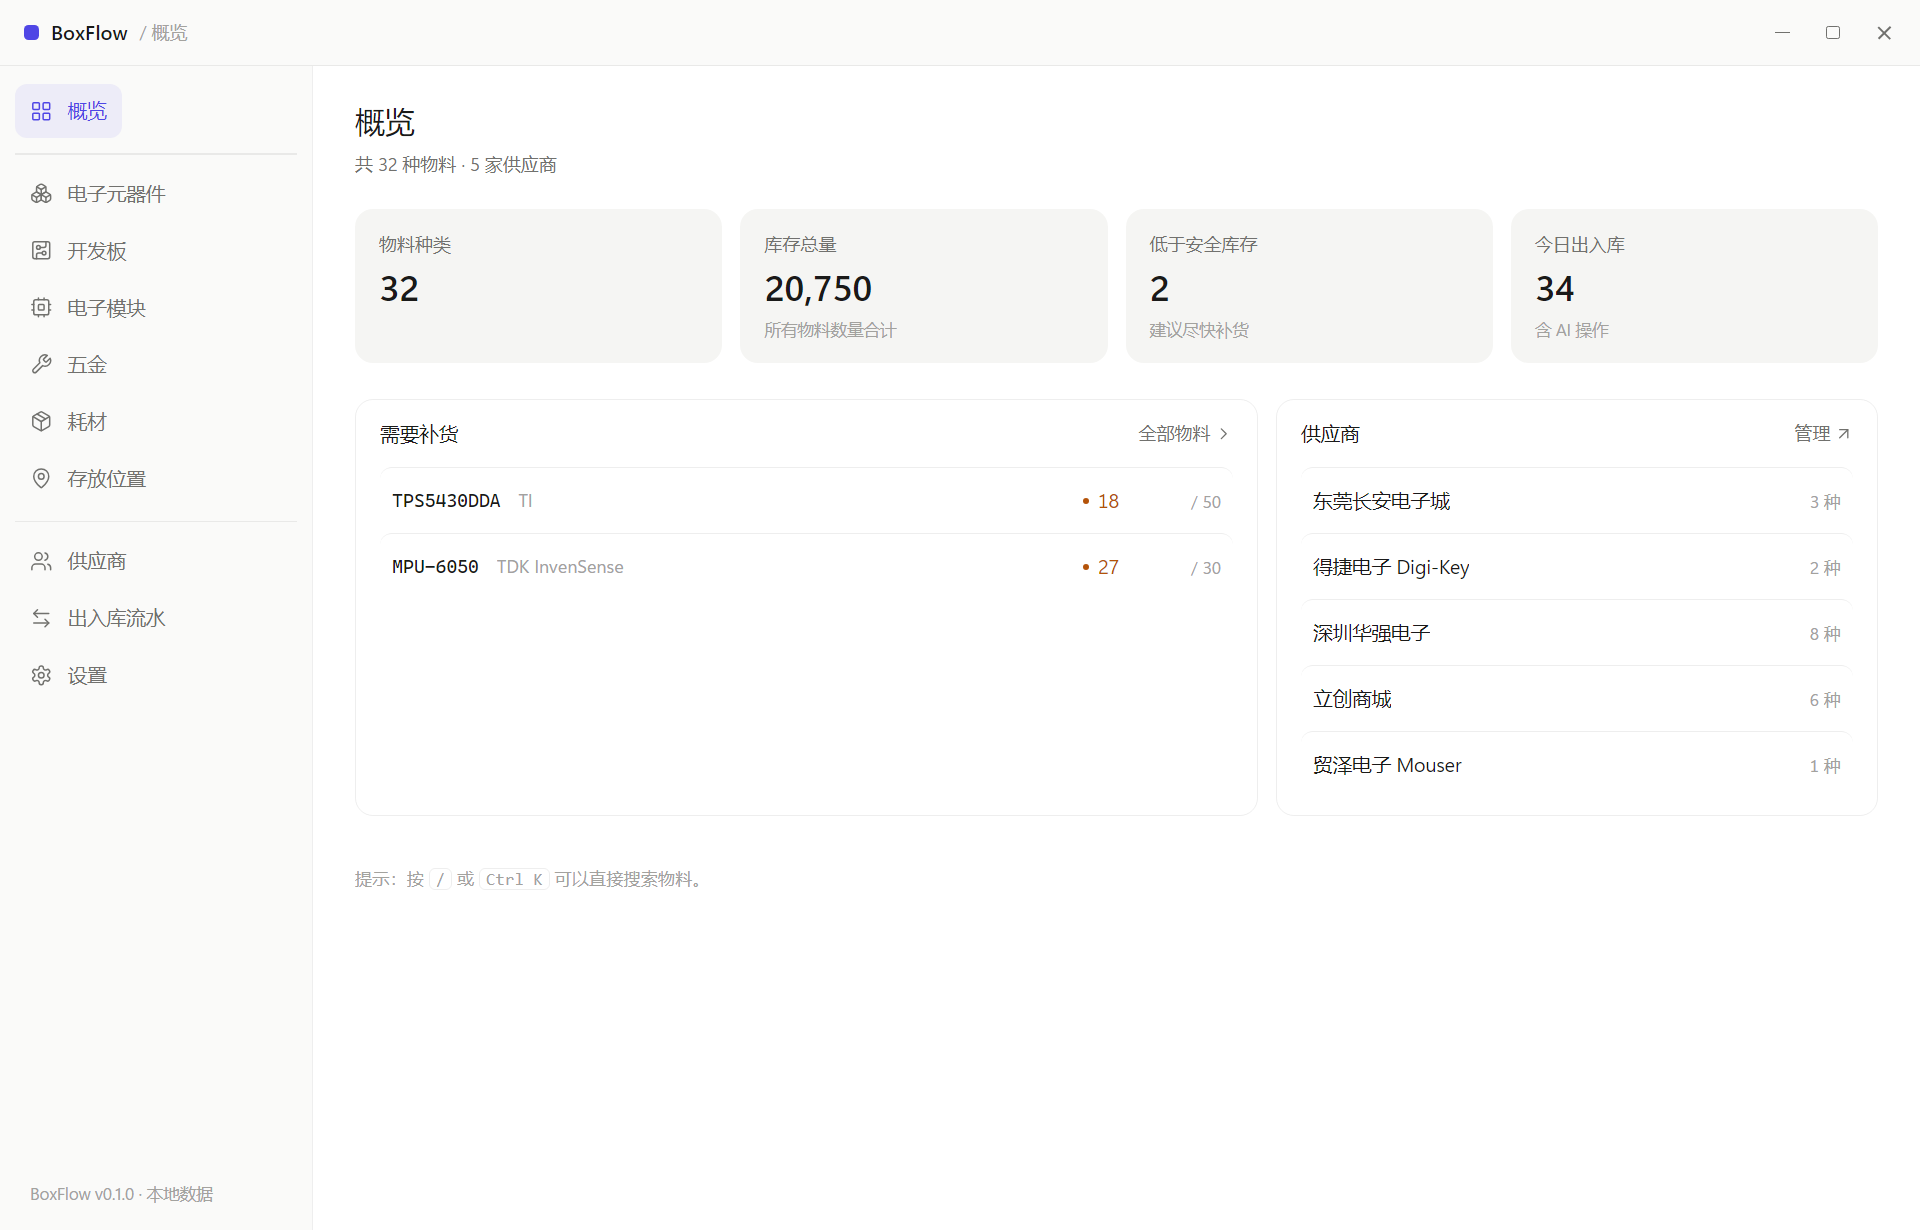 BoxFlow / 概览
概览
电子元器件
开发板
电子模块
五金
耗材
存放位置
供应商
出入库流水
设置
BoxFlow v0.1.0 · 本地数据
概览
共 32 种物料 · 5 家供应商
物料种类
32
库存总量
20,750
所有物料数量合计
低于安全库存
2
建议尽快补货
今日出入库
34
含 AI 操作
需要补货 全部物料
TPS5430DDA TI 18 / 50
MPU-6050 TDK InvenSense 27 / 30
供应商 管理
东莞长安电子城 3 种
得捷电子 Digi-Key 2 种
深圳华强电子 8 种
立创商城 6 种
贸泽电子 Mouser 1 种
提示：按 / 或 Ctrl K 可以直接搜索物料。